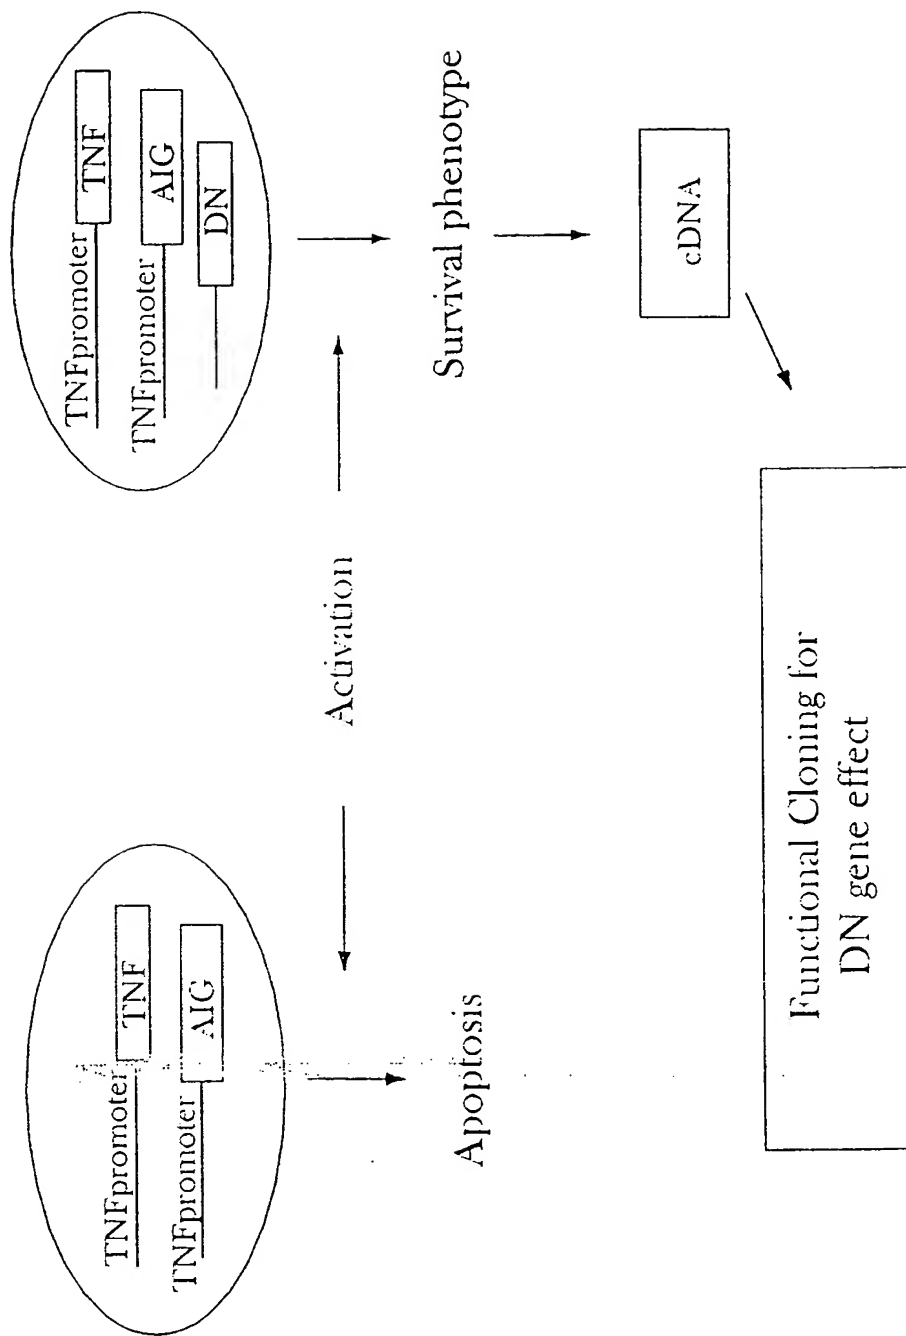 TNFpromoter
TNF
TNFpromoter
AIG
TNFpromoter
TNF
TNFpromoter
AIG
DN
Activation
Apoptosis
Survival phenotype
cDNA
Functional Cloning for
DN gene effect